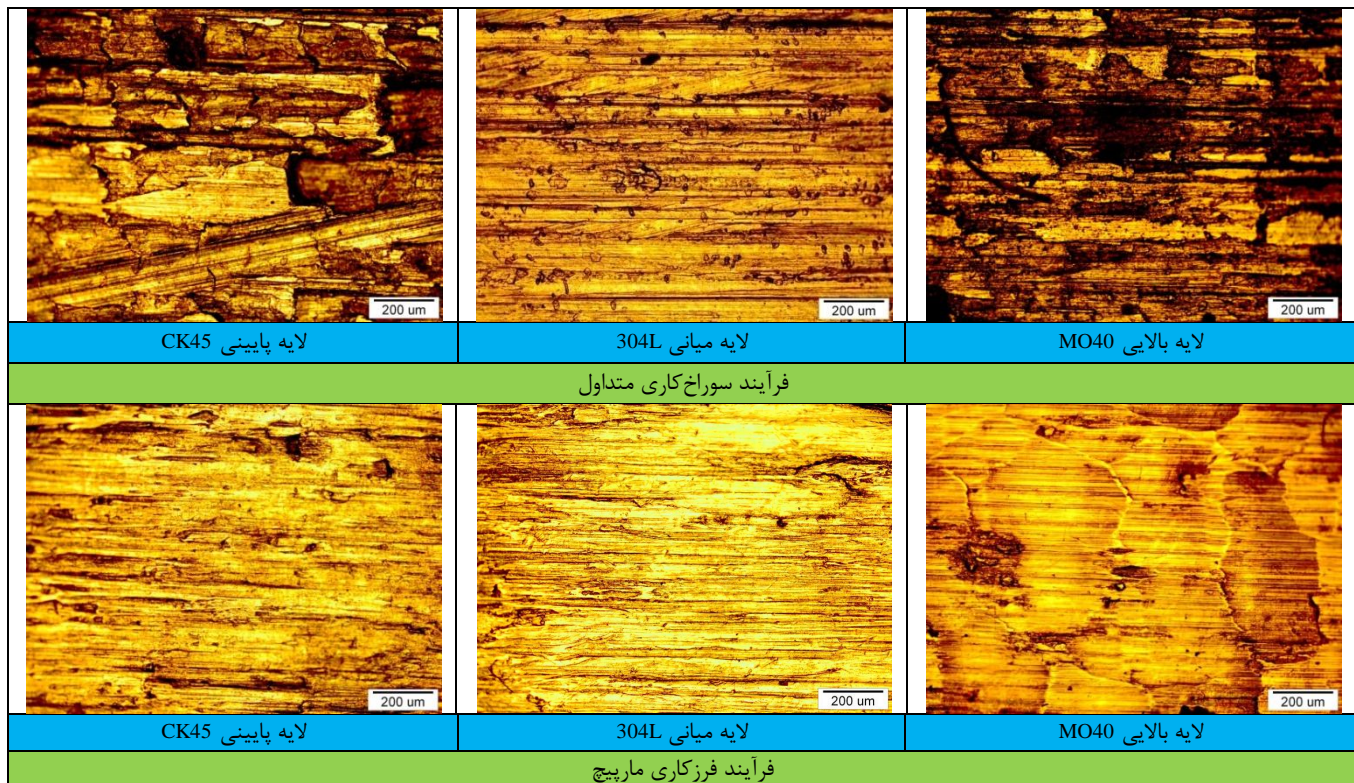 200 um
200 um
200 um
لایه بالایی MO40
لایه میانی 304L
لایه پایینی CK45
فرآیند سوراخ‌کاری متداول
200 um
200 um
200 um
لایه بالایی MO40
لایه میانی 304L
لایه پایینی CK45
فرآیند فرزکاری مارپیچ